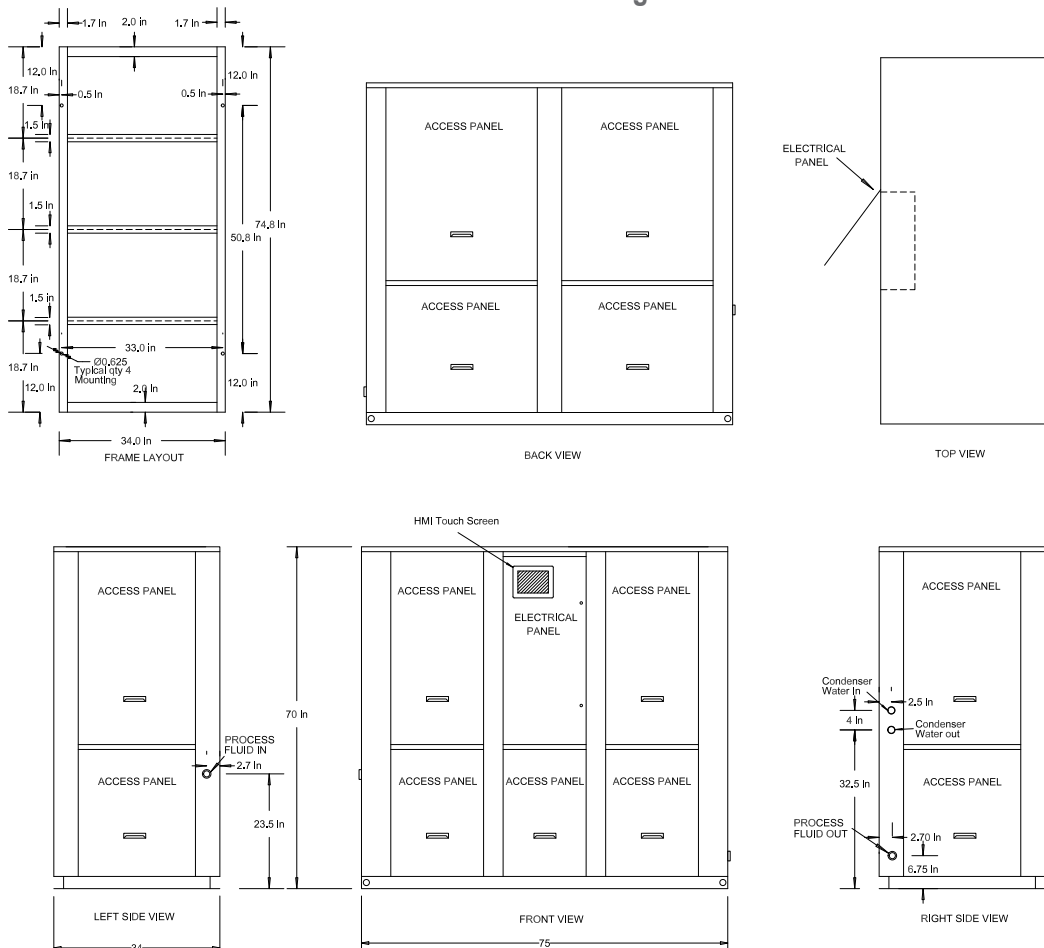 1.7 In
2.0 in
1.7 In
12.0 In
12.0 In
18.7 In
0.5 In
0.5 In
1.5 In
18.7 in
1.5 In
74.8 In
50.8 In
18.7 in
1.5 In
33.0 in
Ø0.625
Typical qty 4
Mounting
18.7 In
12.0 In
2.0 In
12.0 In
34.0 In
FRAME LAYOUT
ACCESS PANEL
ACCESS PANEL
ACCESS PANEL
ACCESS PANEL
BACK VIEW
ELECTRICAL
PANEL
TOP VIEW
ACCESS PANEL
PROCESS
FLUID IN
2.7 In
ACCESS PANEL
23.5 In
LEFT SIDE VIEW
34
HMI Touch Screen
ACCESS PANEL
ELECTRICAL
PANEL
ACCESS PANEL
70 In
ACCESS PANEL
ACCESS PANEL
ACCESS PANEL
FRONT VIEW
75
ACCESS PANEL
Condenser
Water In
2.5 In
4 In
Condenser
Water out
32.5 In
ACCESS PANEL
PROCESS
FLUID OUT
2.70 In
6.75 In
RIGHT SIDE VIEW